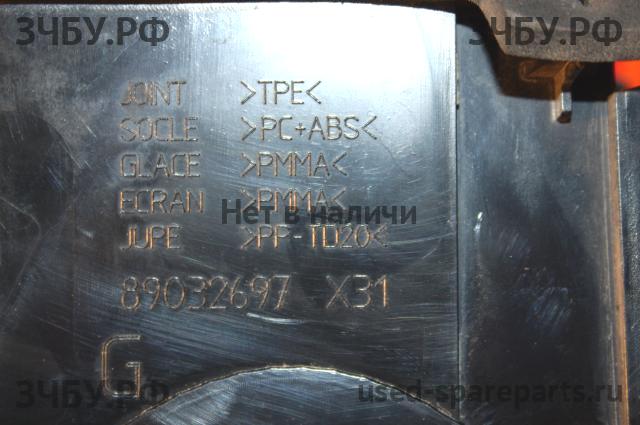 ЗЧБУ.РФ ЗЧБУ.РФ
JOINT >TPE<
SOCLE >PC+ABS<
GLACE >PMMA<
ECRAN >PMMA<
Нет в наличи
JUPE >PP-TD20<
89032697 X31
G
ЗЧБУ.РФ used-spareparts.ru